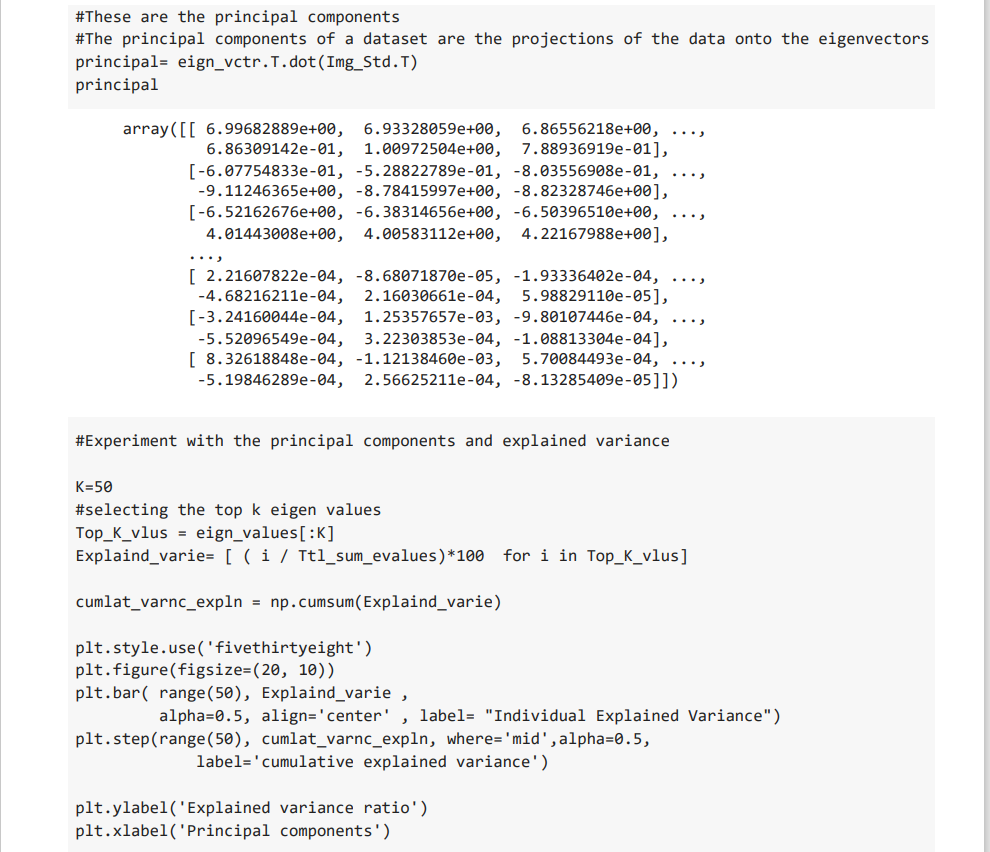 #These are the principal components
#The principal components of a dataset are the projections of the data onto the eigenvectors
principal= eign_vctr.T.dot(Img_Std.T)
principal
array([[ 6.99682889e+00,  6.93328059e+00,  6.86556218e+00, ...,
         6.86309142e-01,  1.00972504e+00,  7.88936919e-01],
       [-6.07754833e-01, -5.28822789e-01, -8.03556908e-01, ...,
        -9.11246365e+00, -8.78415997e+00, -8.82328746e+00],
       [-6.52162676e+00, -6.38314656e+00, -6.50396510e+00, ...,
         4.01443008e+00,  4.00583112e+00,  4.22167988e+00],
       ...,
       [ 2.21607822e-04, -8.68071870e-05, -1.93336402e-04, ...,
        -4.68216211e-04,  2.16030661e-04,  5.98829110e-05],
       [-3.24160044e-04,  1.25357657e-03, -9.80107446e-04, ...,
        -5.52096549e-04,  3.22303853e-04, -1.08813304e-04],
       [ 8.32618848e-04, -1.12138460e-03,  5.70084493e-04, ...,
        -5.19846289e-04,  2.56625211e-04, -8.13285409e-05]])
#Experiment with the principal components and explained variance
K=50
#selecting the top k eigen values
Top_K_vlus = eign_values[:K]
Explaind_varie= [ ( i / Ttl_sum_evalues)*100  for i in Top_K_vlus]
cumlat_varnc_expln = np.cumsum(Explaind_varie)
plt.style.use('fivethirtyeight')
plt.figure(figsize=(20, 10))
plt.bar( range(50), Explaind_varie ,
         alpha=0.5, align='center' , label= "Individual Explained Variance")
plt.step(range(50), cumlat_varnc_expln, where='mid',alpha=0.5,
             label='cumulative explained variance')
plt.ylabel('Explained variance ratio')
plt.xlabel('Principal components')